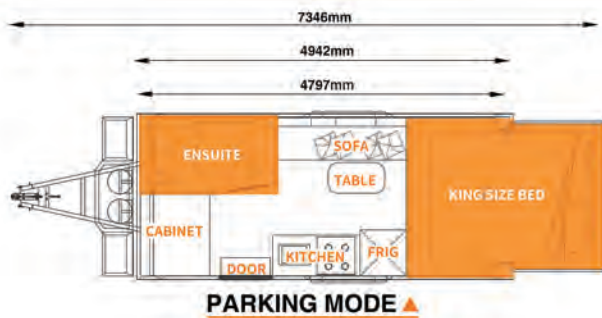 7346mm
4942mm
4797mm
ENSUITE
SOFA
TABLE
KING SIZE BED
CABINET
KITCHEN
FRIG
DOOR
PARKING MODE ▲